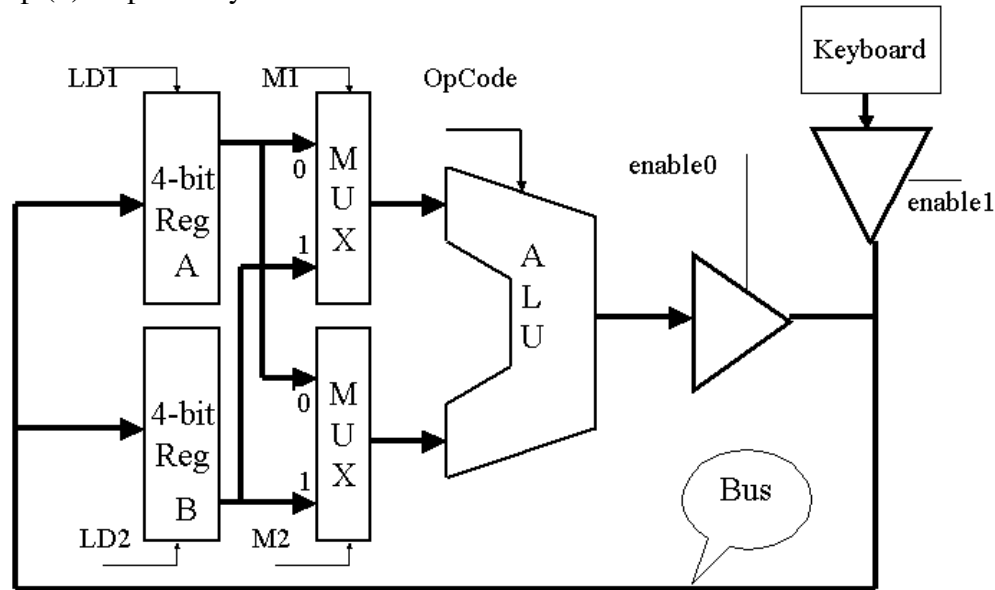 Keyboard
LD1
M1
OpCode
enable0
enable1
4-bit
Reg
A
M
U
X
0
1
A
L
U
4-bit
Reg
B
M
U
X
0
1
LD2
M2
Bus